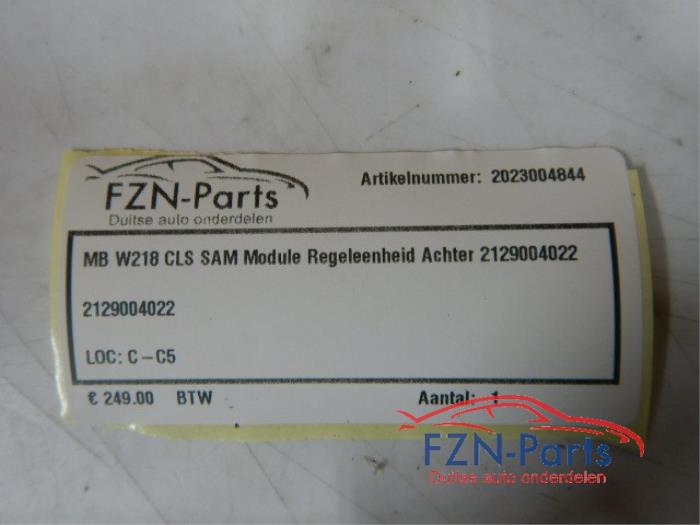 FZN-Parts
Duitse auto onderdelen
Artikelnummer: 2023004844
MB W218 CLS SAM Module Regeleenheid Achter 2129004022
2129004022
LOC: C-C5
€ 249.00 BTW
Aantal: 1
FZN-Parts
Duitse auto onderdelen